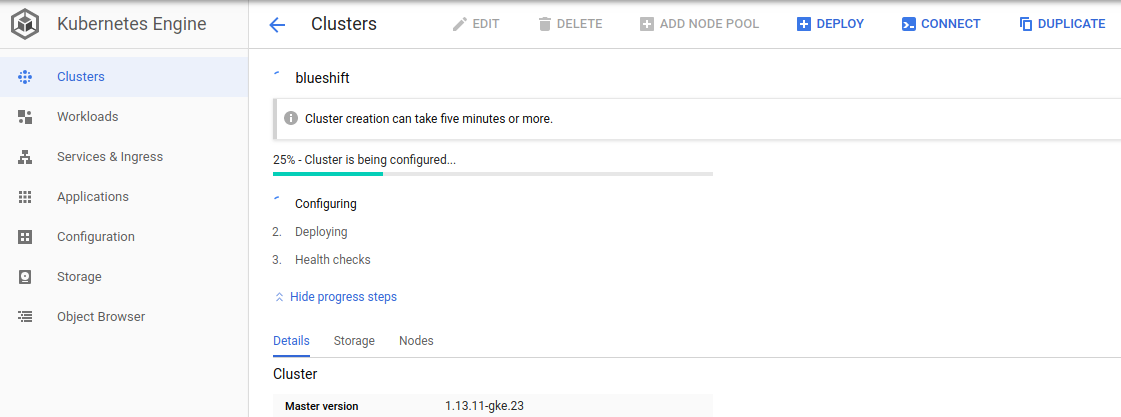 Kubernetes Engine
Clusters
EDIT
DELETE
ADD NODE POOL
DEPLOY
CONNECT
DUPLICATE
Clusters
Workloads
Services & Ingress
Applications
Configuration
Storage
Object Browser
blueshift
Cluster creation can take five minutes or more.
25% - Cluster is being configured...
Configuring
2. Deploying
3. Health checks
Hide progress steps
Details Storage Nodes
Cluster
Master version 1.13.11-gke.23